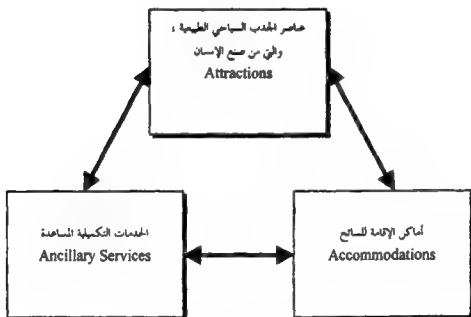 عناصر الجذب السياحي الطبيعية ،
والتي من صنع الإنسان
Attractions
الخدمات التكميلية المساعدة
Ancillary Services
أماكن الإقامة للسائح
Accommodations